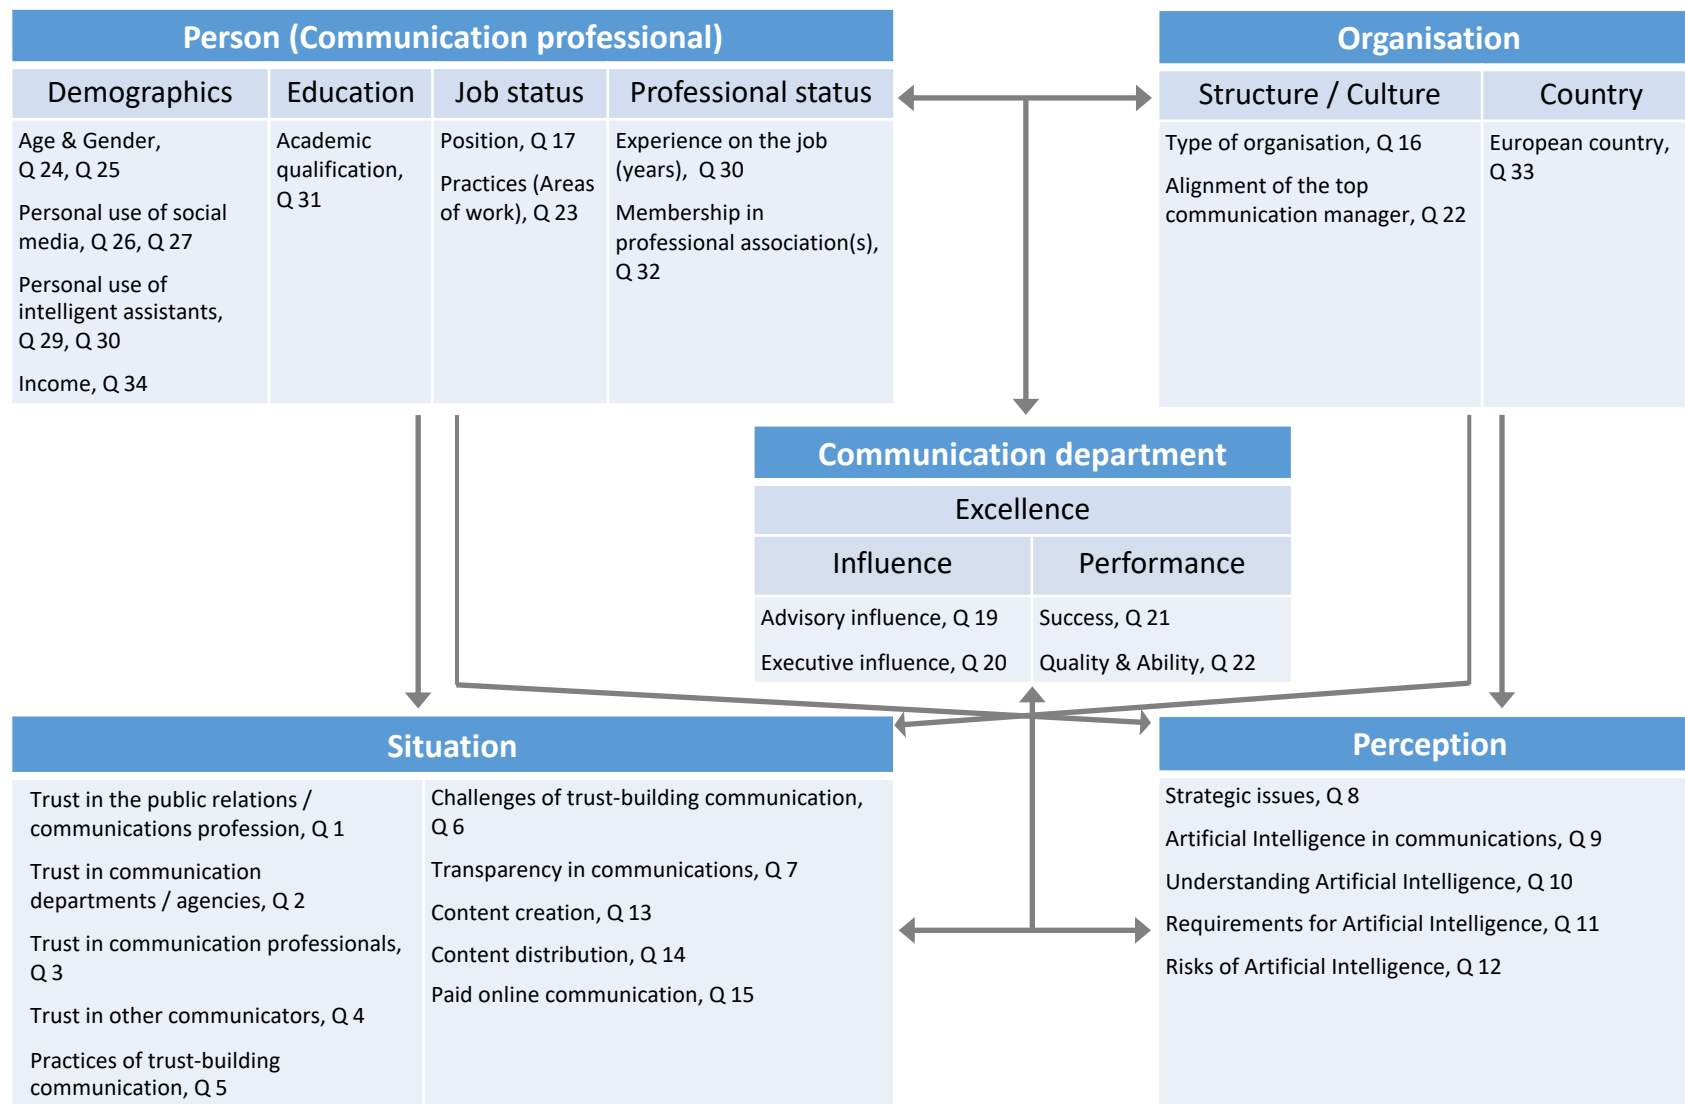 Person (Communication professional)
Demographics
Education
Job status
Professional status
Age & Gender,
Q 24, Q 25
Personal use of social
media, Q 26, Q 27
Personal use of
intelligent assistants,
Q 29, Q 30
Income, Q 34
Academic
qualification,
Q 31
Position, Q 17
Practices (Areas
of work), Q 23
Experience on the job
(years), Q 30
Membership in
professional association(s),
Q 32
Organisation
Structure / Culture
Country
Type of organisation, Q 16
Alignment of the top
communication manager, Q 22
European country,
Q 33
Communication department
Excellence
Influence
Performance
Advisory influence, Q 19
Executive influence, Q 20
Success, Q 21
Quality & Ability, Q 22
Situation
Trust in the public relations /
communications profession, Q 1
Trust in communication
departments / agencies, Q 2
Trust in communication professionals,
Q 3
Trust in other communicators, Q 4
Practices of trust-building
communication, Q 5
Challenges of trust-building communication,
Q 6
Transparency in communications, Q 7
Content creation, Q 13
Content distribution, Q 14
Paid online communication, Q 15
Perception
Strategic issues, Q 8
Artificial Intelligence in communications, Q 9
Understanding Artificial Intelligence, Q 10
Requirements for Artificial Intelligence, Q 11
Risks of Artificial Intelligence, Q 12